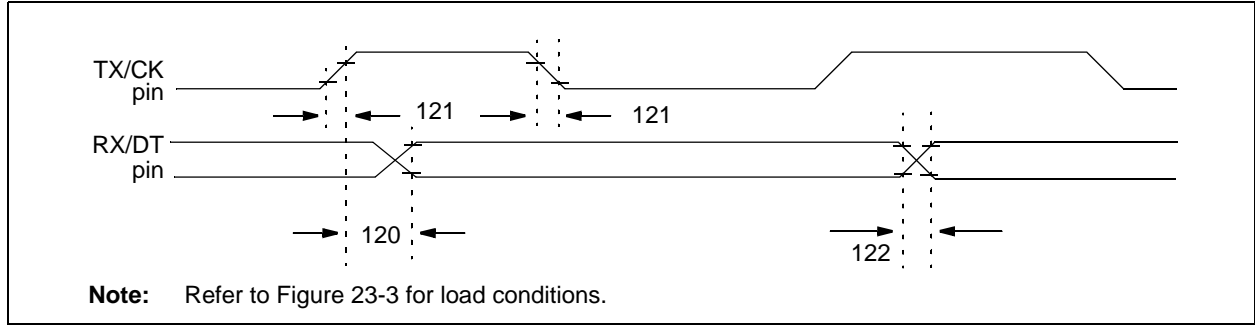 TX/CK
pin
121
121
RX/DT
pin
120
122
Note: Refer to Figure 23-3 for load conditions.